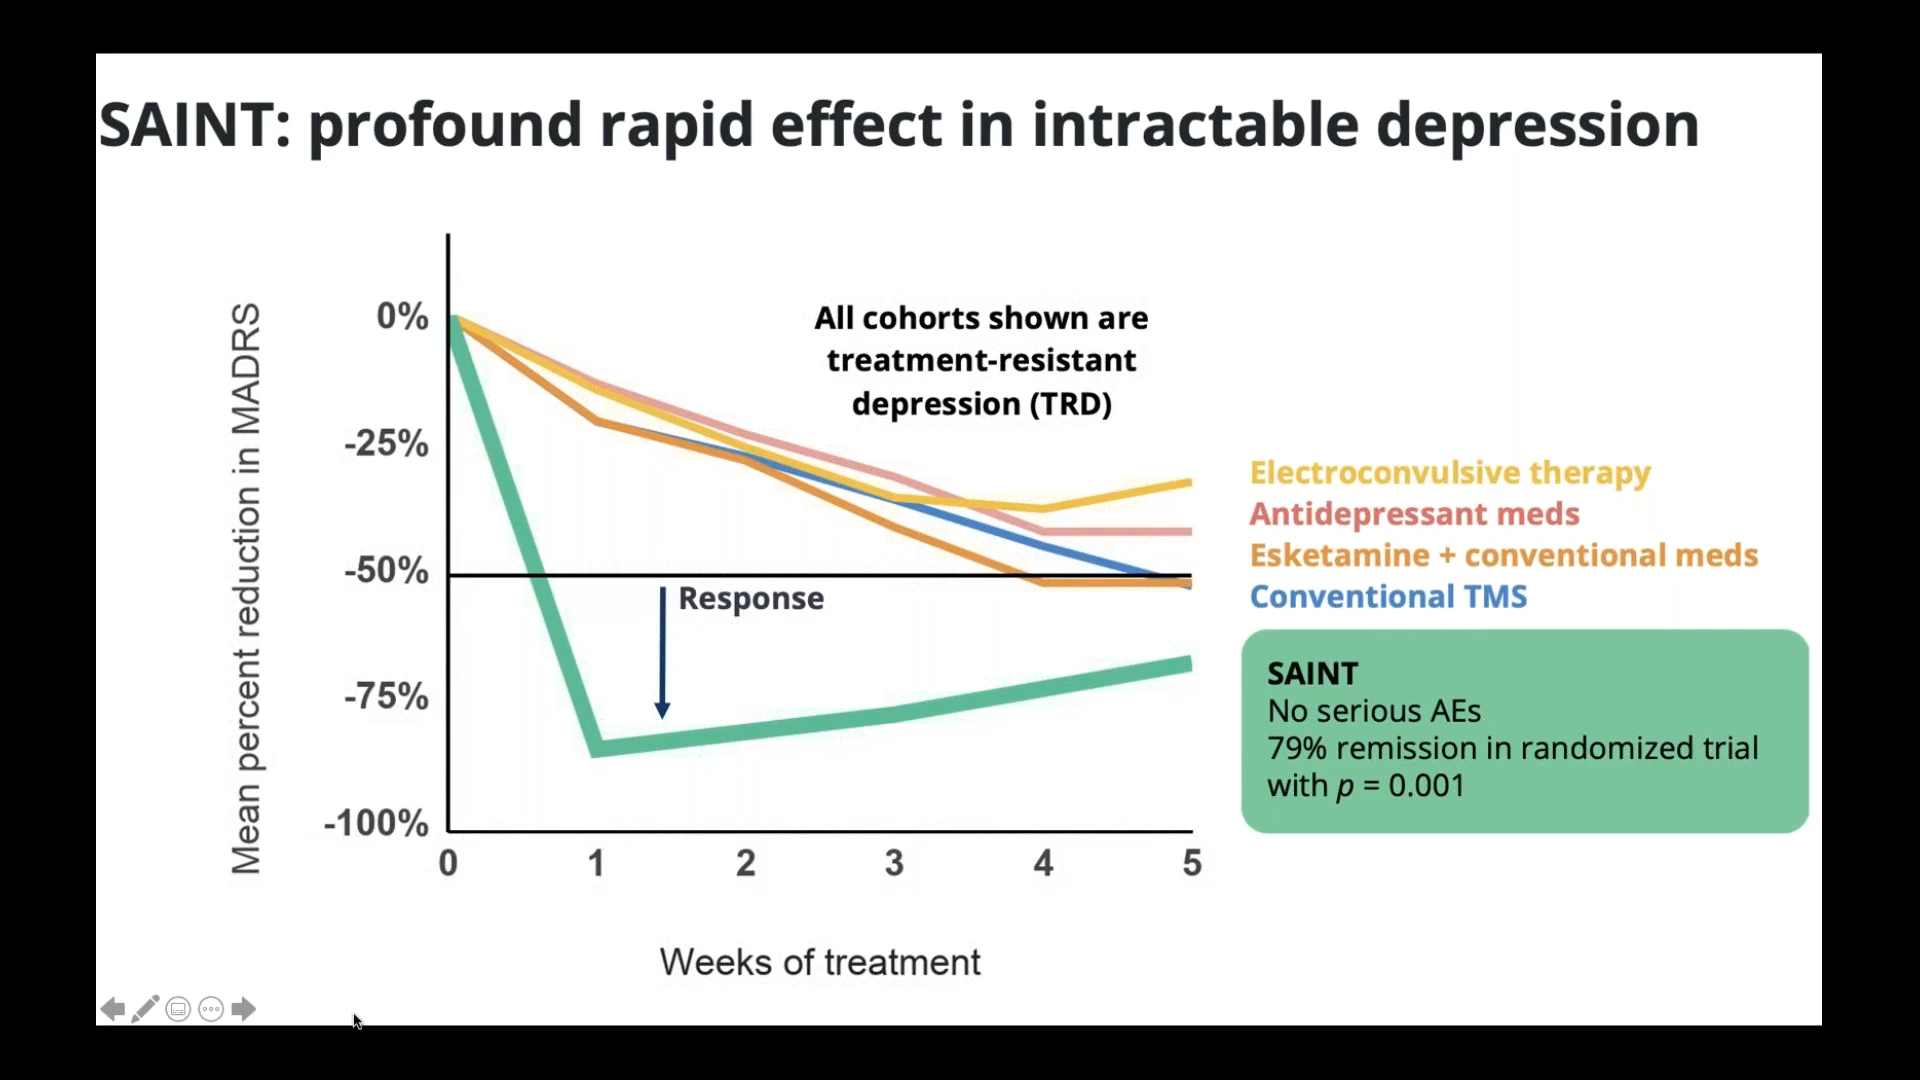 SAINT: profound rapid effect in intractable depression
Mean percent reduction in MADRS
0%
-25%
-50%
-75%
-100%
All cohorts shown are
treatment-resistant
depression (TRD)
Response
Electroconvulsive therapy
Antidepressant meds
Esketamine + conventional meds
Conventional TMS
SAINT
No serious AEs
79% remission in randomized trial
with p = 0.001
0 1 2 3 4 5
Weeks of treatment